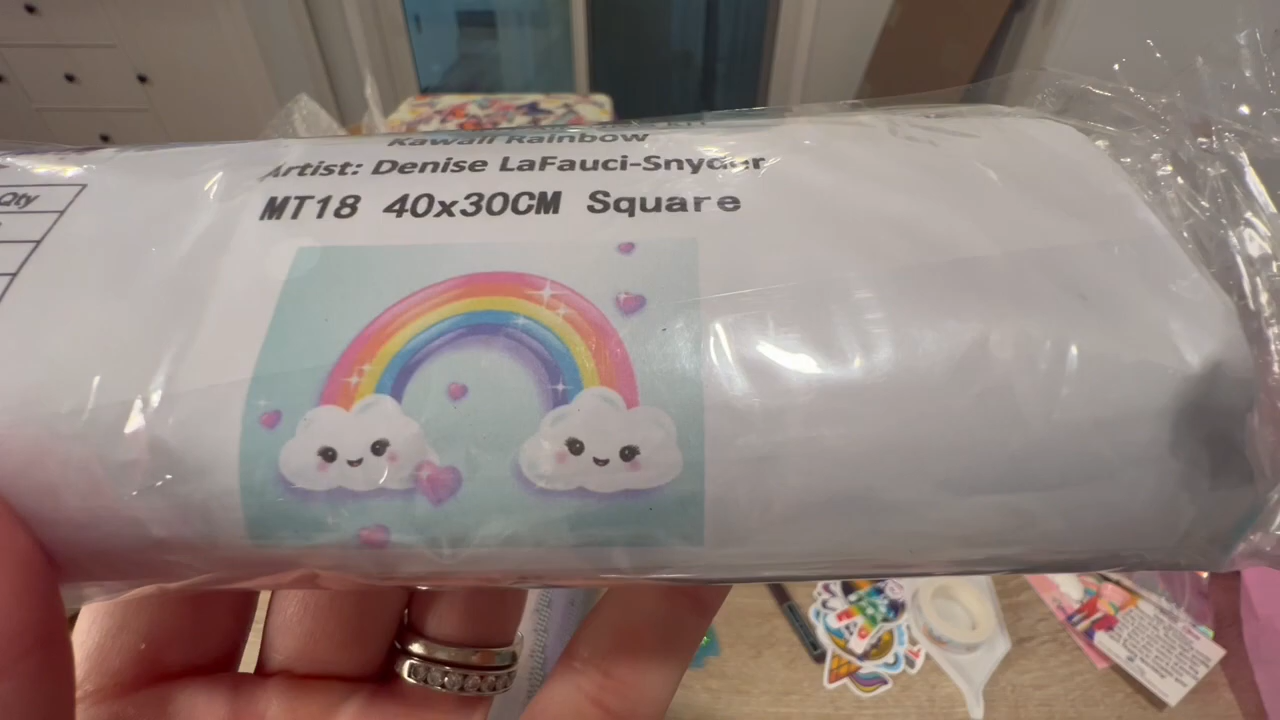 Kawaii Rainbow
Artist: Denise LaFauci-Snyder
MT18 40x30CM Square
Qty